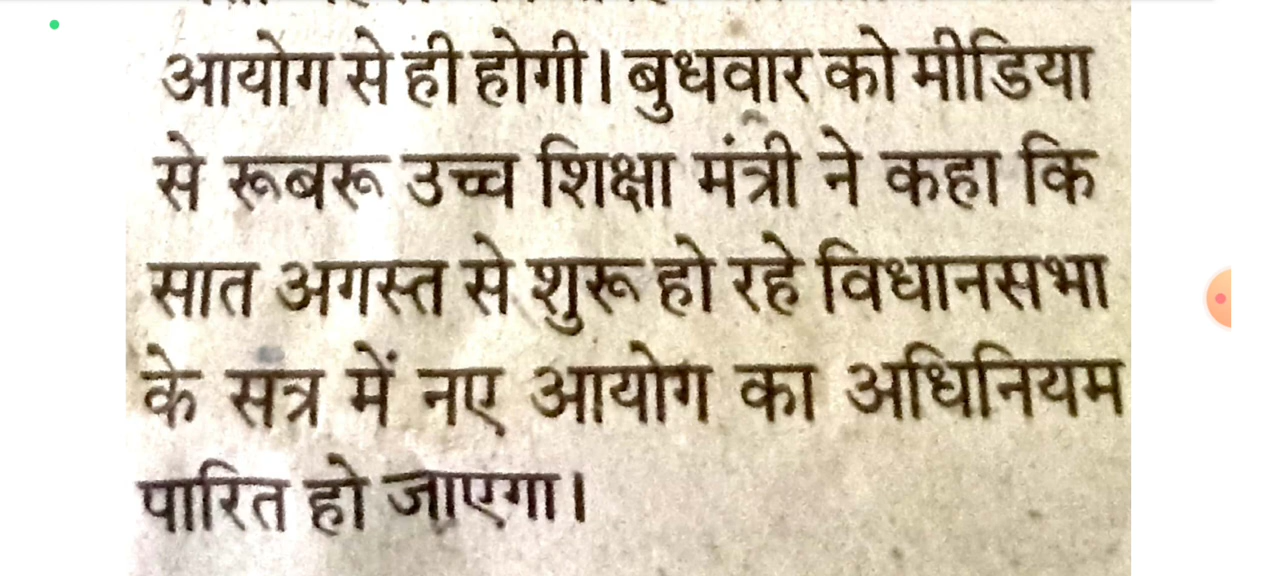 आयोग से ही होगी। बुधवार को मीडिया
से रूबरू उच्च शिक्षा मंत्री ने कहा कि
सात अगस्त से शुरू हो रहे विधानसभा
के सत्र में नए आयोग का अधिनियम
पारित हो जाएगा।